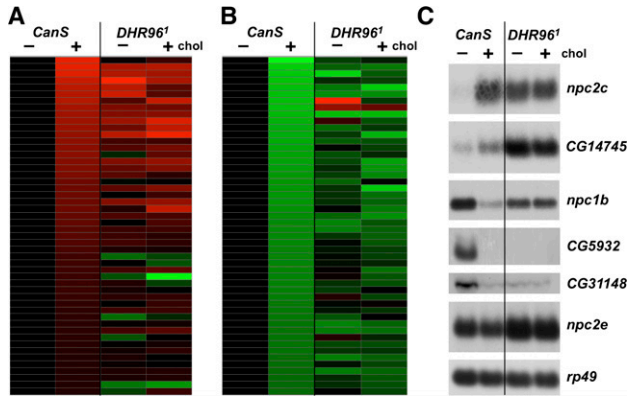 A
CanS DHR96¹
− + − + chol
B
CanS DHR96¹
− + − + chol
C
CanS DHR96¹
− + − + chol
npc2c
CG14745
npc1b
CG5932
CG31148
npc2e
rp49